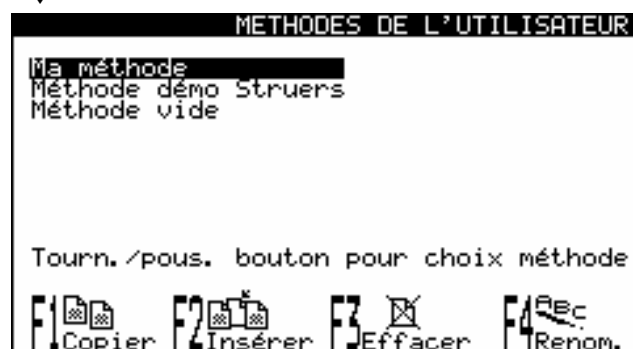 METHODES DE L'UTILISATEUR
Ma méthode
Méthode démo Struers
Méthode vide
Tourn./pous. bouton pour choix méthode
F1 Copier F2 Insérer F3 Effacer F4 ABC Renom.